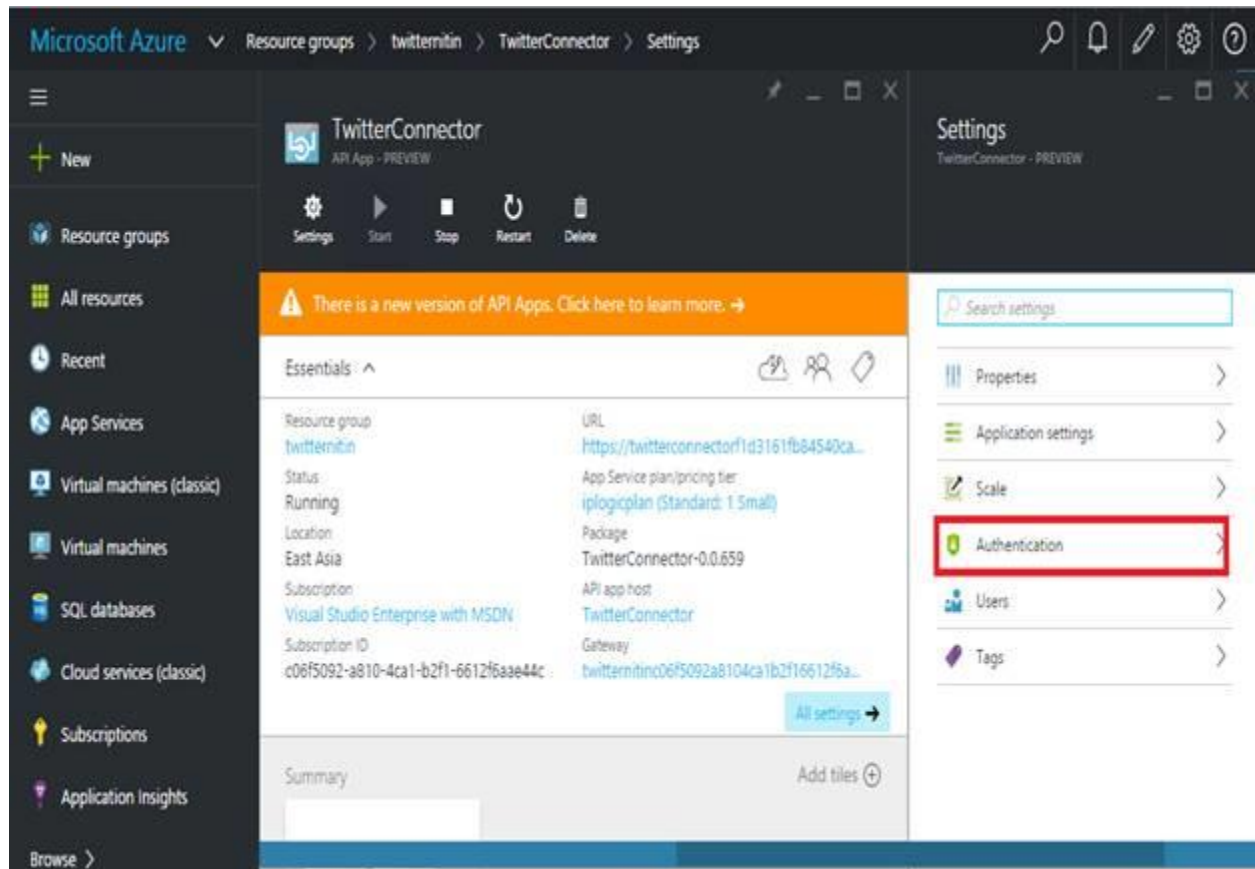 Microsoft Azure Resource groups > twitternitin > TwitterConnector > Settings
New
Resource groups
All resources
Recent
App Services
Virtual machines (classic)
Virtual machines
SQL databases
Cloud services (classic)
Subscriptions
Application Insights
Browse >
TwitterConnector
API App - PREVIEW
Settings
Start
Stop
Restart
Delete
There is a new version of API Apps. Click here to learn more. →
Essentials
Resource group
twitternitin
Status
Running
Location
East Asia
Subscription
Visual Studio Enterprise with MSDN
Subscription ID
c06f5092-a810-4ca1-b2f1-6612f6aae44c
URL
https://twitterconnectorf1d3161fb84540ca...
App Service plan/pricing tier
iplogicplan (Standard: 1 Small)
Package
TwitterConnector-0.0.659
API app host
TwitterConnector
Gateway
twitternitinc06f5092a8104ca1b2f16612f6a...
All settings →
Summary
Add tiles
Settings
TwitterConnector - PREVIEW
Search settings
Properties
Application settings
Scale
Authentication
Users
Tags